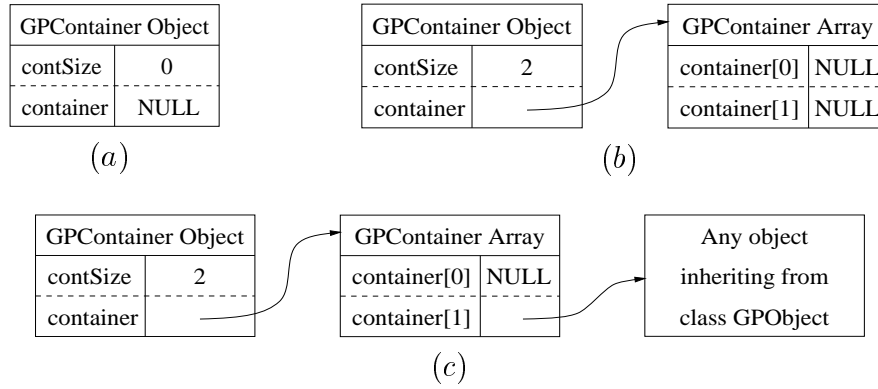 GPContainer Object
contSize 0
container NULL
(a)
GPContainer Object
contSize 2
container
GPContainer Array
container[0] NULL
container[1] NULL
(b)
GPContainer Object
contSize 2
container
GPContainer Array
container[0] NULL
container[1]
Any object
inheriting from
class GPObject
(c)